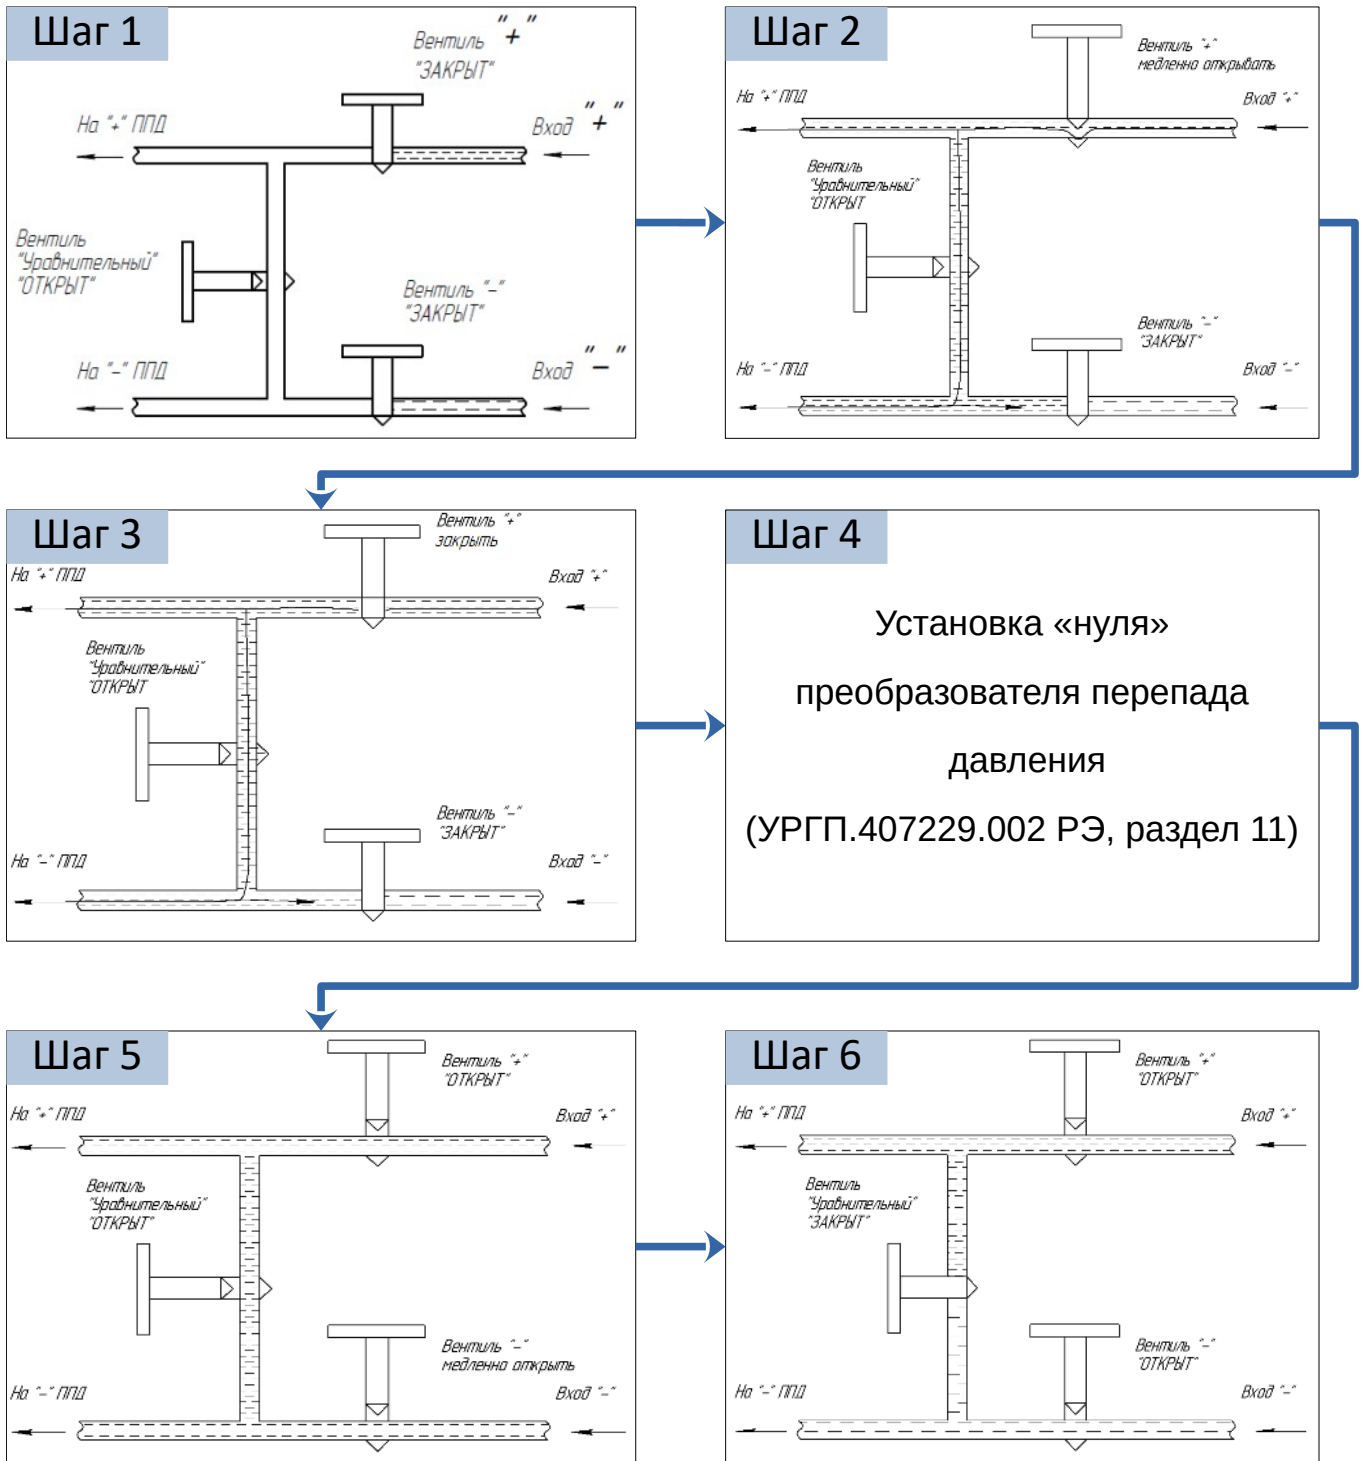 Шаг 1
Вентиль "+"
"ЗАКРЫТ"
На "+" ППД
Вход "+"
Вентиль
"Уравнительный"
"ОТКРЫТ"
Вентиль "–"
"ЗАКРЫТ"
На "–" ППД
Вход "–"
Шаг 2
Вентиль "+"
медленно открывать
На "+" ППД
Вход "+"
Вентиль
"Уравнительный"
"ОТКРЫТ
Вентиль "–"
"ЗАКРЫТ"
На "–" ППД
Вход "–"
Шаг 3
Вентиль "+"
закрыть
На "+" ППД
Вход "+"
Вентиль
"Уравнительный"
"ОТКРЫТ
Вентиль "–"
"ЗАКРЫТ"
На "–" ППД
Вход "–"
Шаг 4
Установка «нуля»
преобразователя перепада
давления
(УРГП.407229.002 РЭ, раздел 11)
Шаг 5
Вентиль "+"
"ОТКРЫТ"
На "+" ППД
Вход "+"
Вентиль
"Уравнительный"
"ОТКРЫТ"
Вентиль "–"
медленно открыть
На "–" ППД
Вход "–"
Шаг 6
Вентиль "+"
"ОТКРЫТ"
На "+" ППД
Вход "+"
Вентиль
"Уравнительный"
"ЗАКРЫТ"
Вентиль "–"
"ОТКРЫТ"
На "–" ППД
Вход "–"